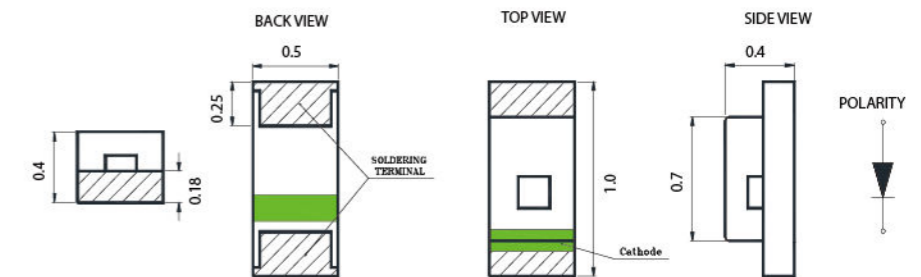 BACK VIEW
TOP VIEW
SIDE VIEW
0.5
0.4
0.25
POLARITY
SOLDERING
TERMINAL
0.4
0.18
1.0
0.7
Cathode